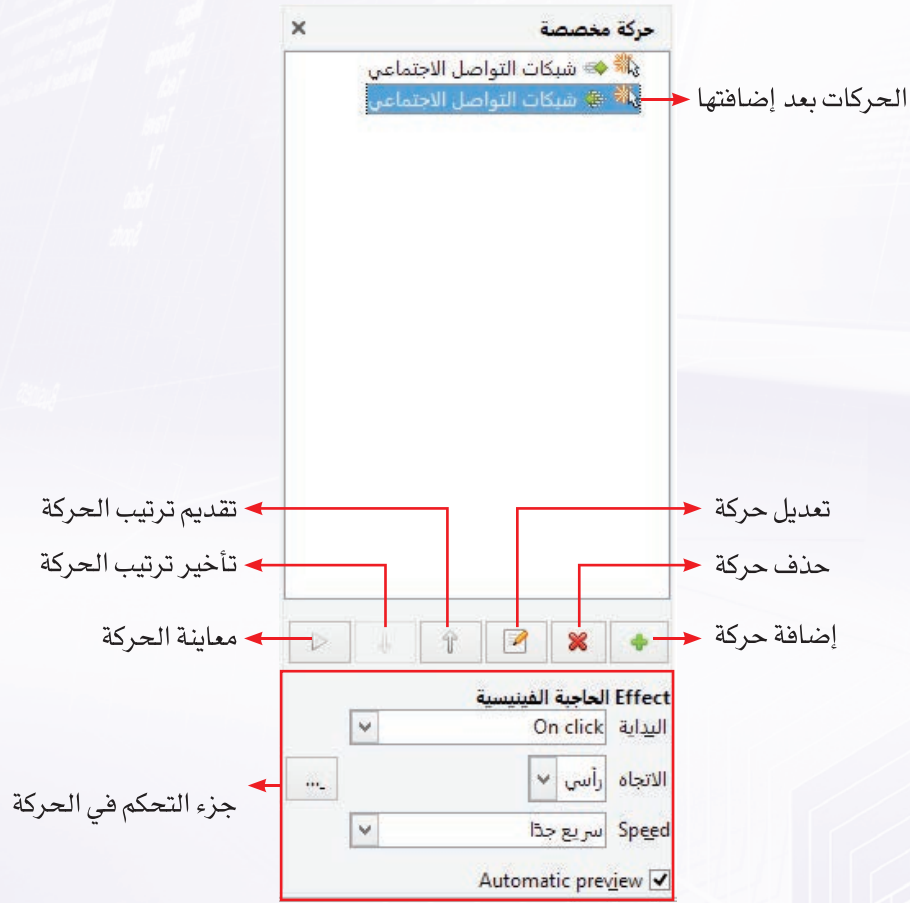 حركة مخصصة
شبكات التواصل الاجتماعي
شبكات التواصل الاجتماعي
الحركات بعد إضافتها
تعديل حركة
تقديم ترتيب الحركة
حذف حركة
تأخير ترتيب الحركة
إضافة حركة
معاينة الحركة
Effect الحاجبة الفينيسية
البداية On click
الاتجاه رأسي
...
جزء التحكم في الحركة
Speed سريع جدًا
Automatic preview